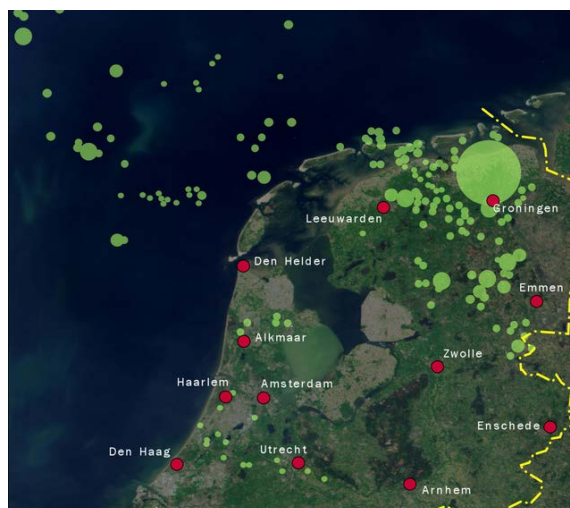 Groningen
Leeuwarden
Den Helder
Emmen
Alkmaar
Zwolle
Haarlem
Amsterdam
Enschede
Den Haag
Utrecht
Arnhem